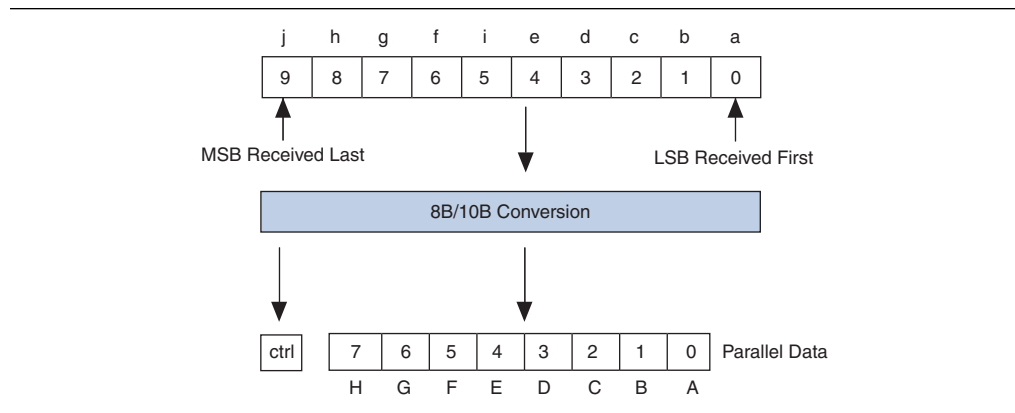 j h g f i e d c b a
9 8 7 6 5 4 3 2 1 0
MSB Received Last LSB Received First
8B/10B Conversion
ctrl 7 6 5 4 3 2 1 0 Parallel Data
H G F E D C B A